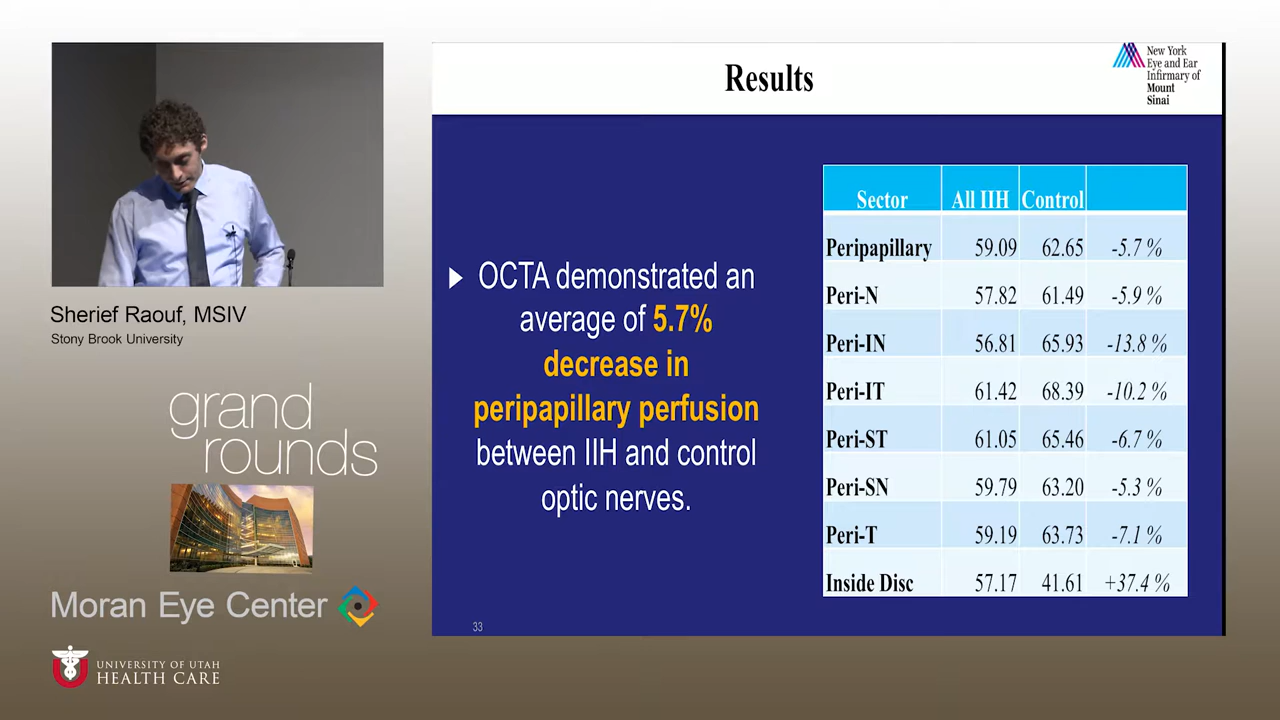 Results
New York
Eye and Ear
Infirmary of
Mount
Sinai
OCTA demonstrated an
average of 5.7%
decrease in
peripapillary perfusion
between IIH and control
optic nerves.
Sector All IIH Control
Peripapillary 59.09 62.65 -5.7 %
Peri-N 57.82 61.49 -5.9 %
Peri-IN 56.81 65.93 -13.8 %
Peri-IT 61.42 68.39 -10.2 %
Peri-ST 61.05 65.46 -6.7 %
Peri-SN 59.79 63.20 -5.3 %
Peri-T 59.19 63.73 -7.1 %
Inside Disc 57.17 41.61 +37.4 %
33
Sherief Raouf, MSIV
Stony Brook University
grand
rounds
Moran Eye Center
U
UNIVERSITY OF UTAH
HEALTH CARE